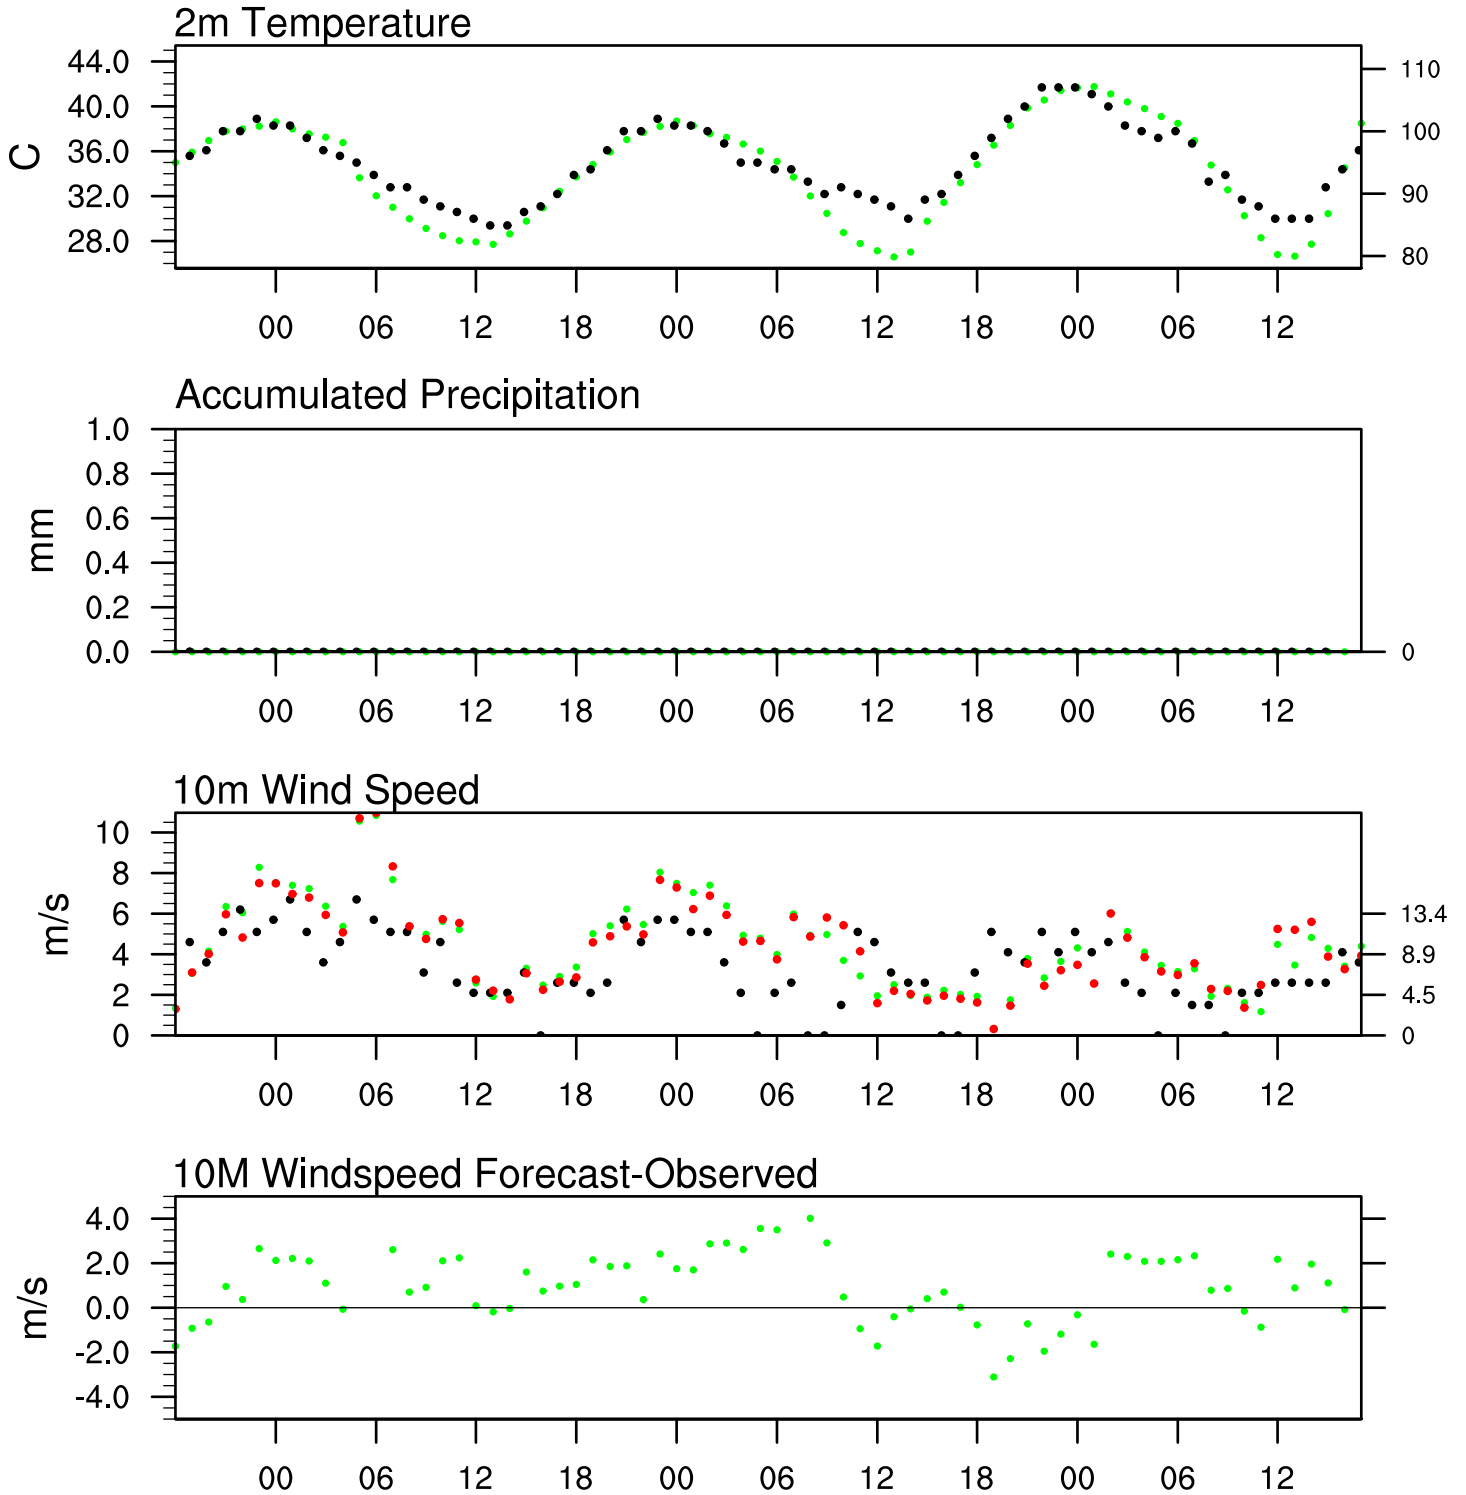 2m Temperature
44.0
40.0
36.0
32.0
28.0
C
110
100
90
80
00 06 12 18 00 06 12 18 00 06 12
Accumulated Precipitation
1.0
0.8
0.6
0.4
0.2
0.0
mm
0
00 06 12 18 00 06 12 18 00 06 12
10m Wind Speed
10
8
6
4
2
0
m/s
13.4
8.9
4.5
0
00 06 12 18 00 06 12 18 00 06 12
10M Windspeed Forecast-Observed
4.0
2.0
0.0
-2.0
-4.0
m/s
00 06 12 18 00 06 12 18 00 06 12